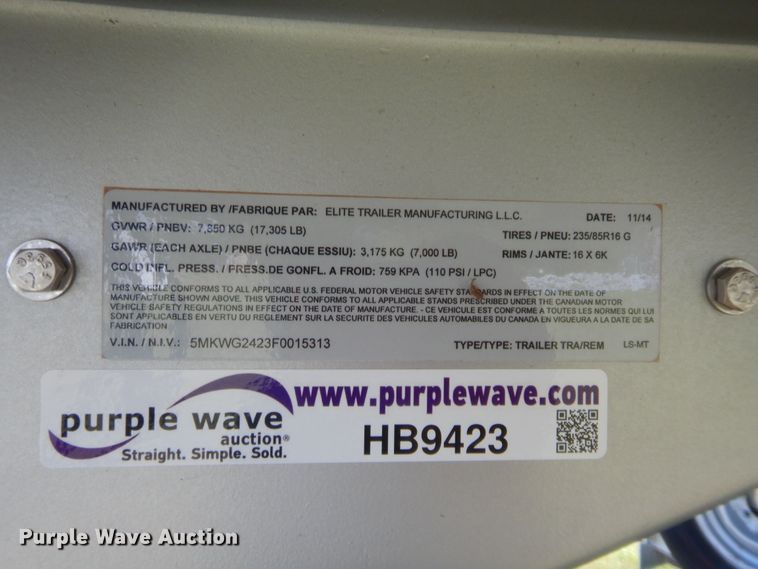 MANUFACTURED BY /FABRIQUE PAR: ELITE TRAILER MANUFACTURING L.L.C. DATE: 11/14
GVWR / PNBV: 7,850 KG (17,305 LB) TIRES / PNEU: 235/85R16 G
GAWR (EACH AXLE) / PNBE (CHAQUE ESSIU) : 3,175 KG (7,000 LB) RIMS / JANTE: 16 X 6K
COLD INFL. PRESS. / PRESS.DE GONFL. A FROID: 759 KPA (110 PSI / LPC)
THIS VEHICLE CONFORMS TO ALL APPLICABLE U.S. FEDERAL MOTOR VEHICLE SAFETY STANDARDS IN EFFECT ON THE DATE OF
MANUFACTURE SHOWN ABOVE. THIS VEHICLE CONFORMS TO ALL APPLICABLE STANDARDS PRESCRIBED UNDER THE CANADIAN MOTOR
VEHICLE SAFETY REGULATIONS IN EFFECT ON THE DATE OF MANUFACTURE. - CE VEHICULE EST CONFORME A TOUTES LES NORMES QUI LUI
SONT APPLICABLES EN VERTU DU REGLEMENT SUR LA SECURITE DES VEHICULES AUTOMOBILES DU CANADA EN VIGUEUR A LA DATE DE SA
FABRICATION
V.I.N. / N.I.V.: 5MKWG2423F0015313 TYPE/TYPE: TRAILER TRA/REM LS-MT
purple wave
auction®
Straight. Simple. Sold.
www.purplewave.com
HB9423
Purple Wave Auction